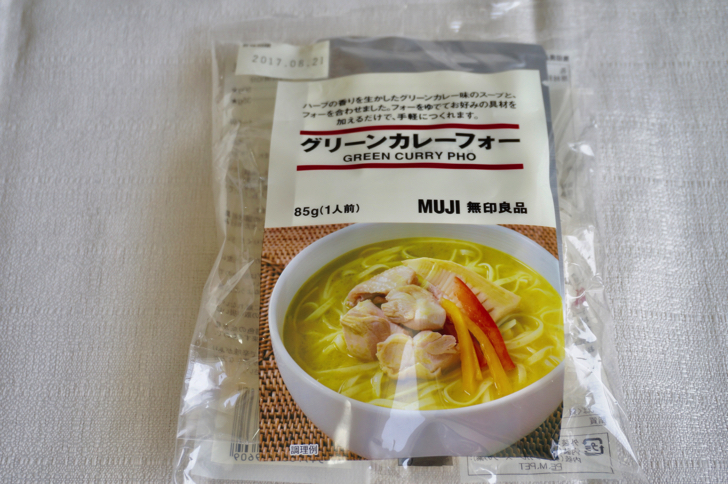 2017.08.21
ハーブの香りを生かしたグリーンカレー味のスープと、
フォーを合わせました。フォーをゆでてお好みの具材を
加えるだけで、手軽につくれます。
グリーンカレーフォー
GREEN CURRY PHO
85g(1人前)
MUJI 無印良品
調理例